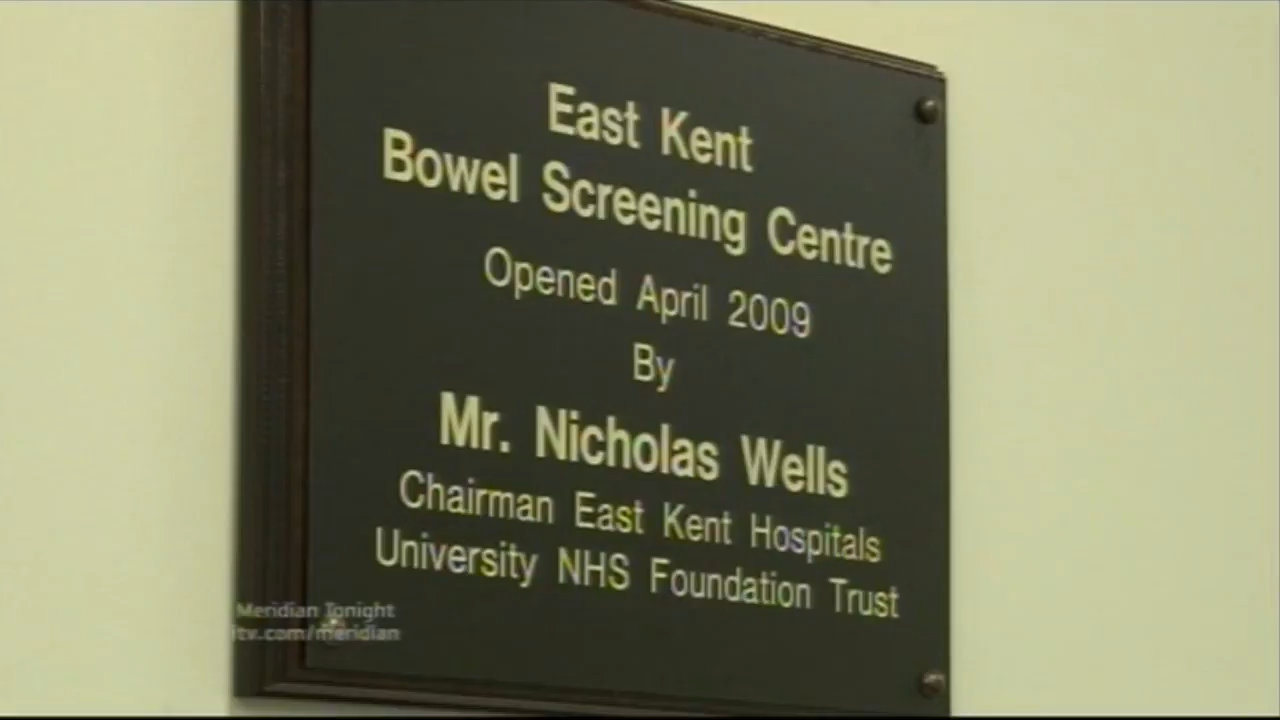 East Kent
Bowel Screening Centre
Opened April 2009
By
Mr. Nicholas Wells
Chairman East Kent Hospitals
University NHS Foundation Trust
Meridian Tonight
itv.com/meridian